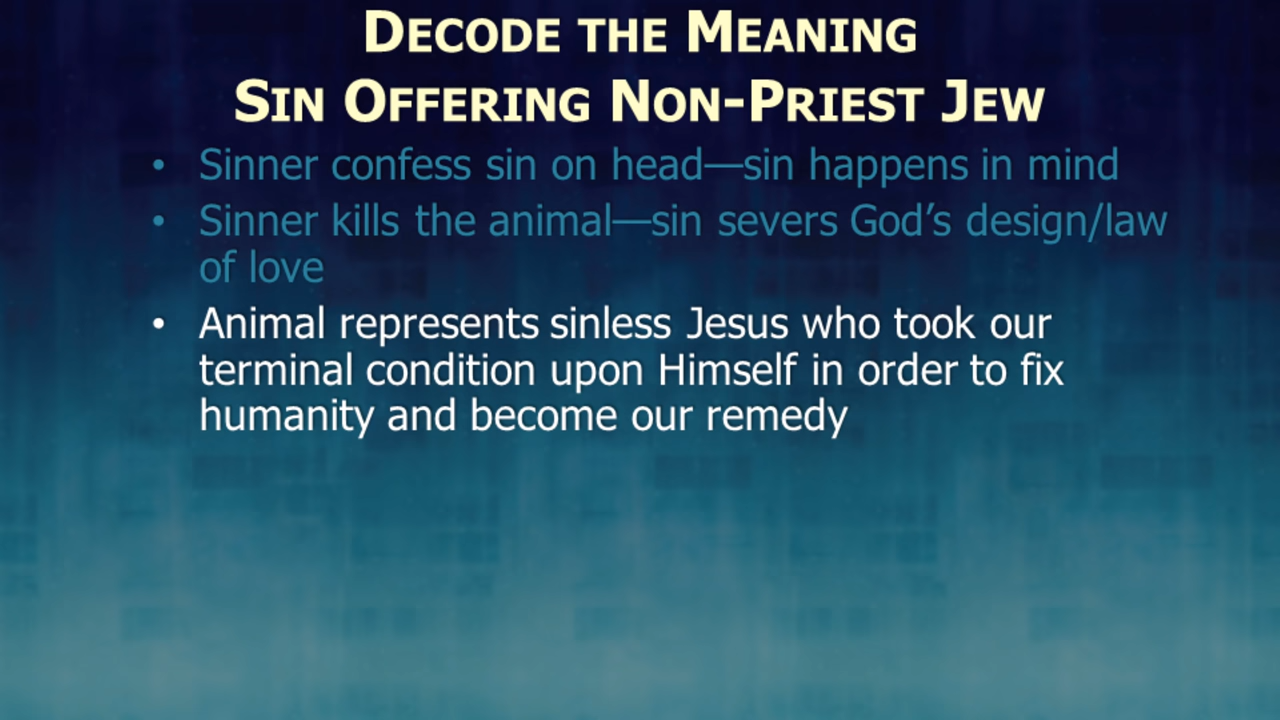 Decode the Meaning
Sin Offering Non-Priest Jew
• Sinner confess sin on head—sin happens in mind
• Sinner kills the animal—sin severs God’s design/law
of love
• Animal represents sinless Jesus who took our
terminal condition upon Himself in order to fix
humanity and become our remedy